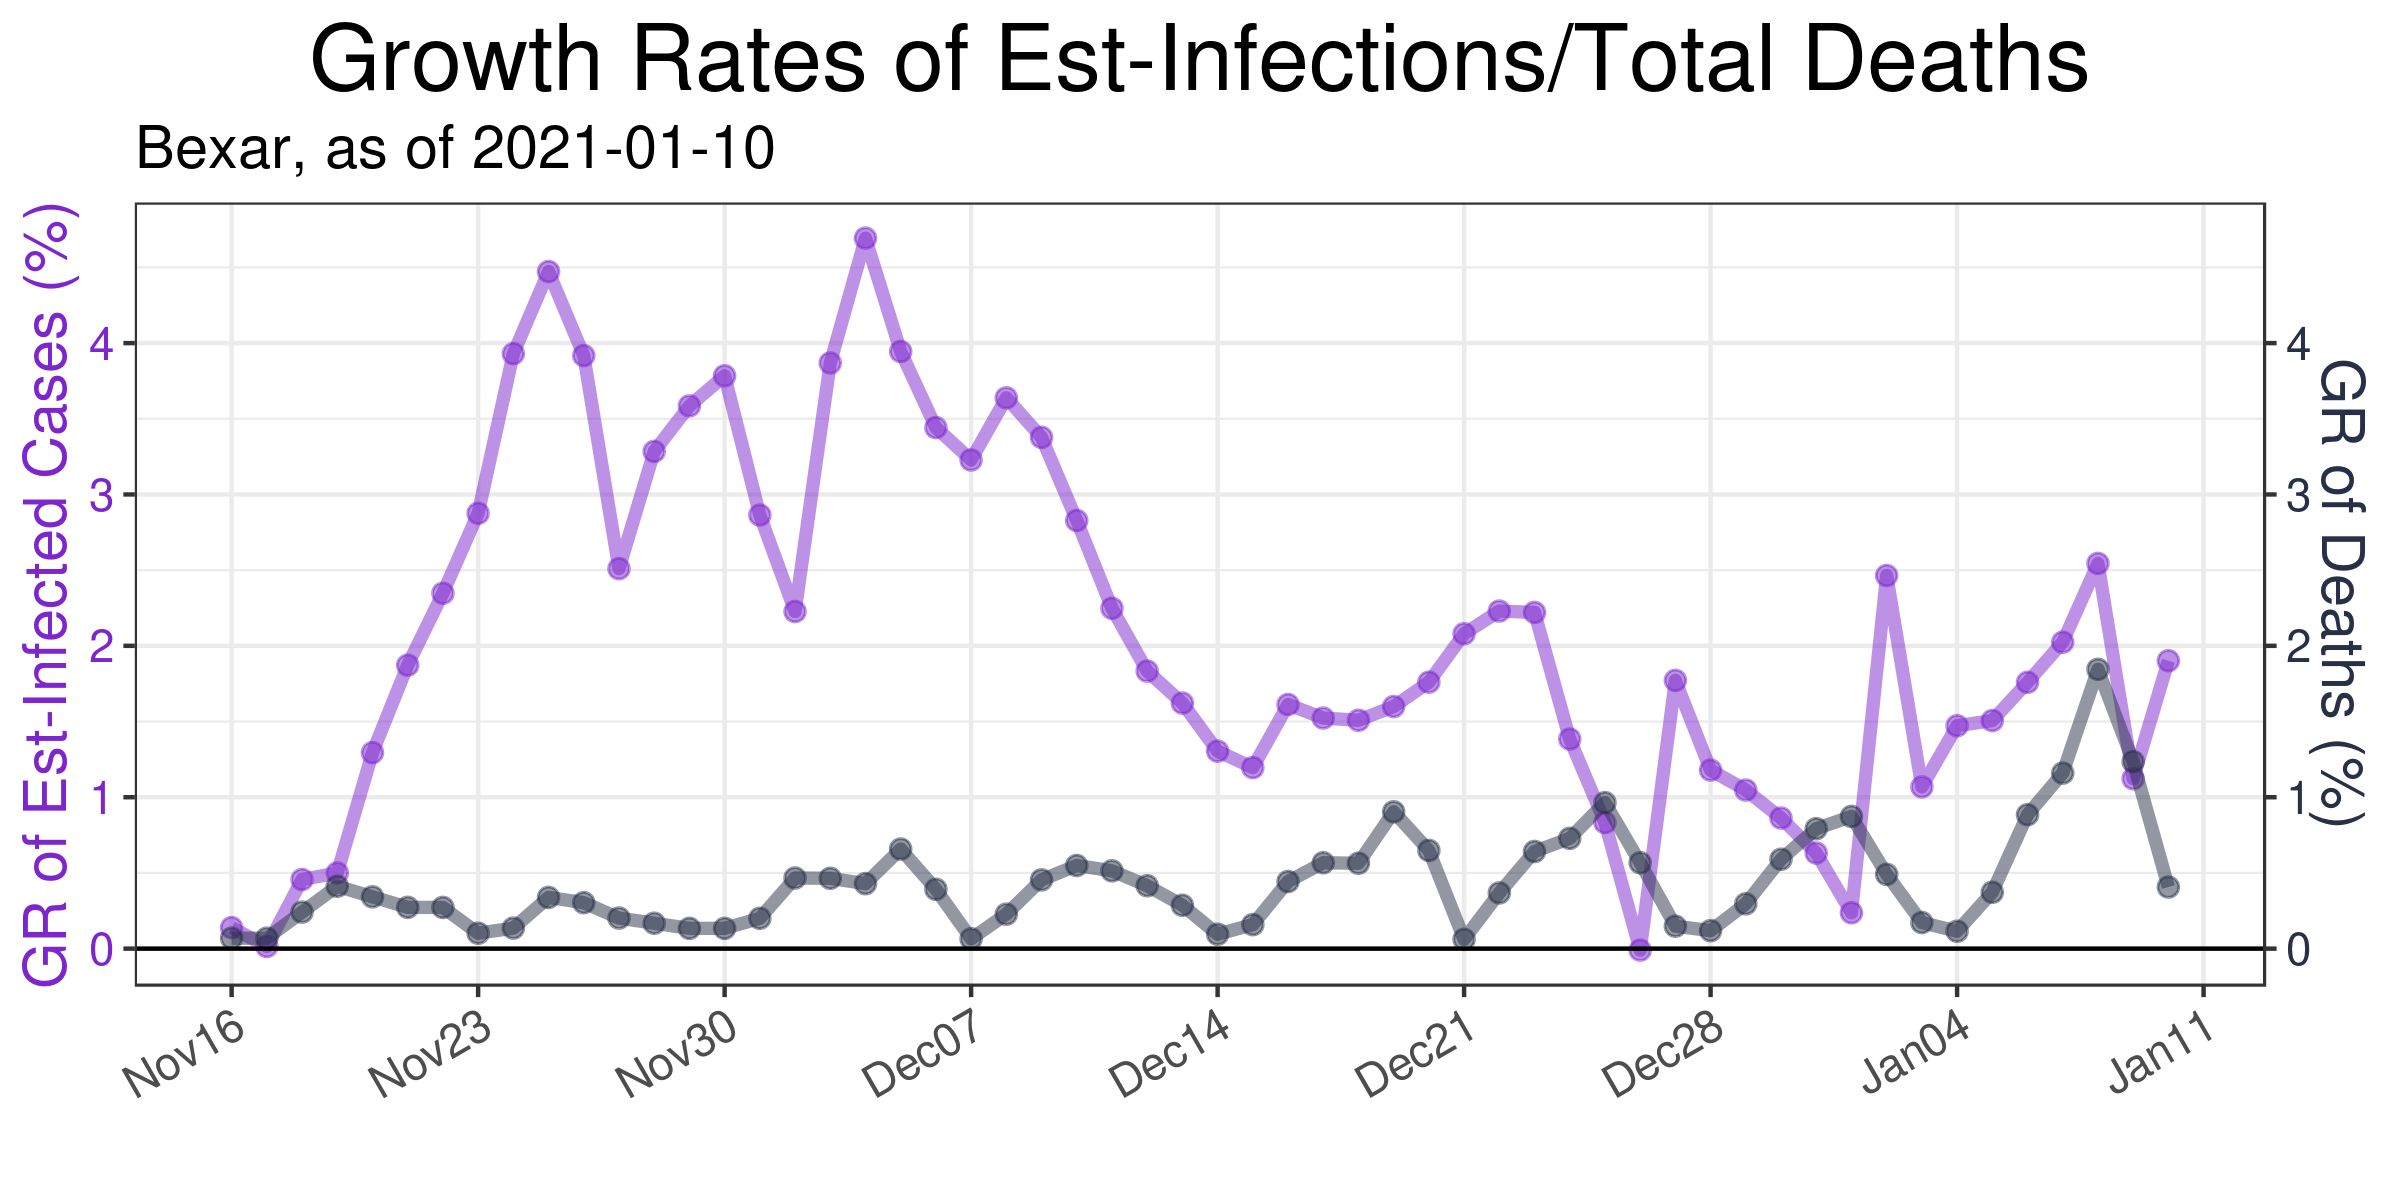 Growth Rates of Est-Infections/Total Deaths
Bexar, as of 2021-01-10
GR of Est-Infected Cases (%)
4
3
2
1
0
4
3
2
1
0
GR of Deaths (%)
Nov16
Nov23
Nov30
Dec07
Dec14
Dec21
Dec28
Jan04
Jan11